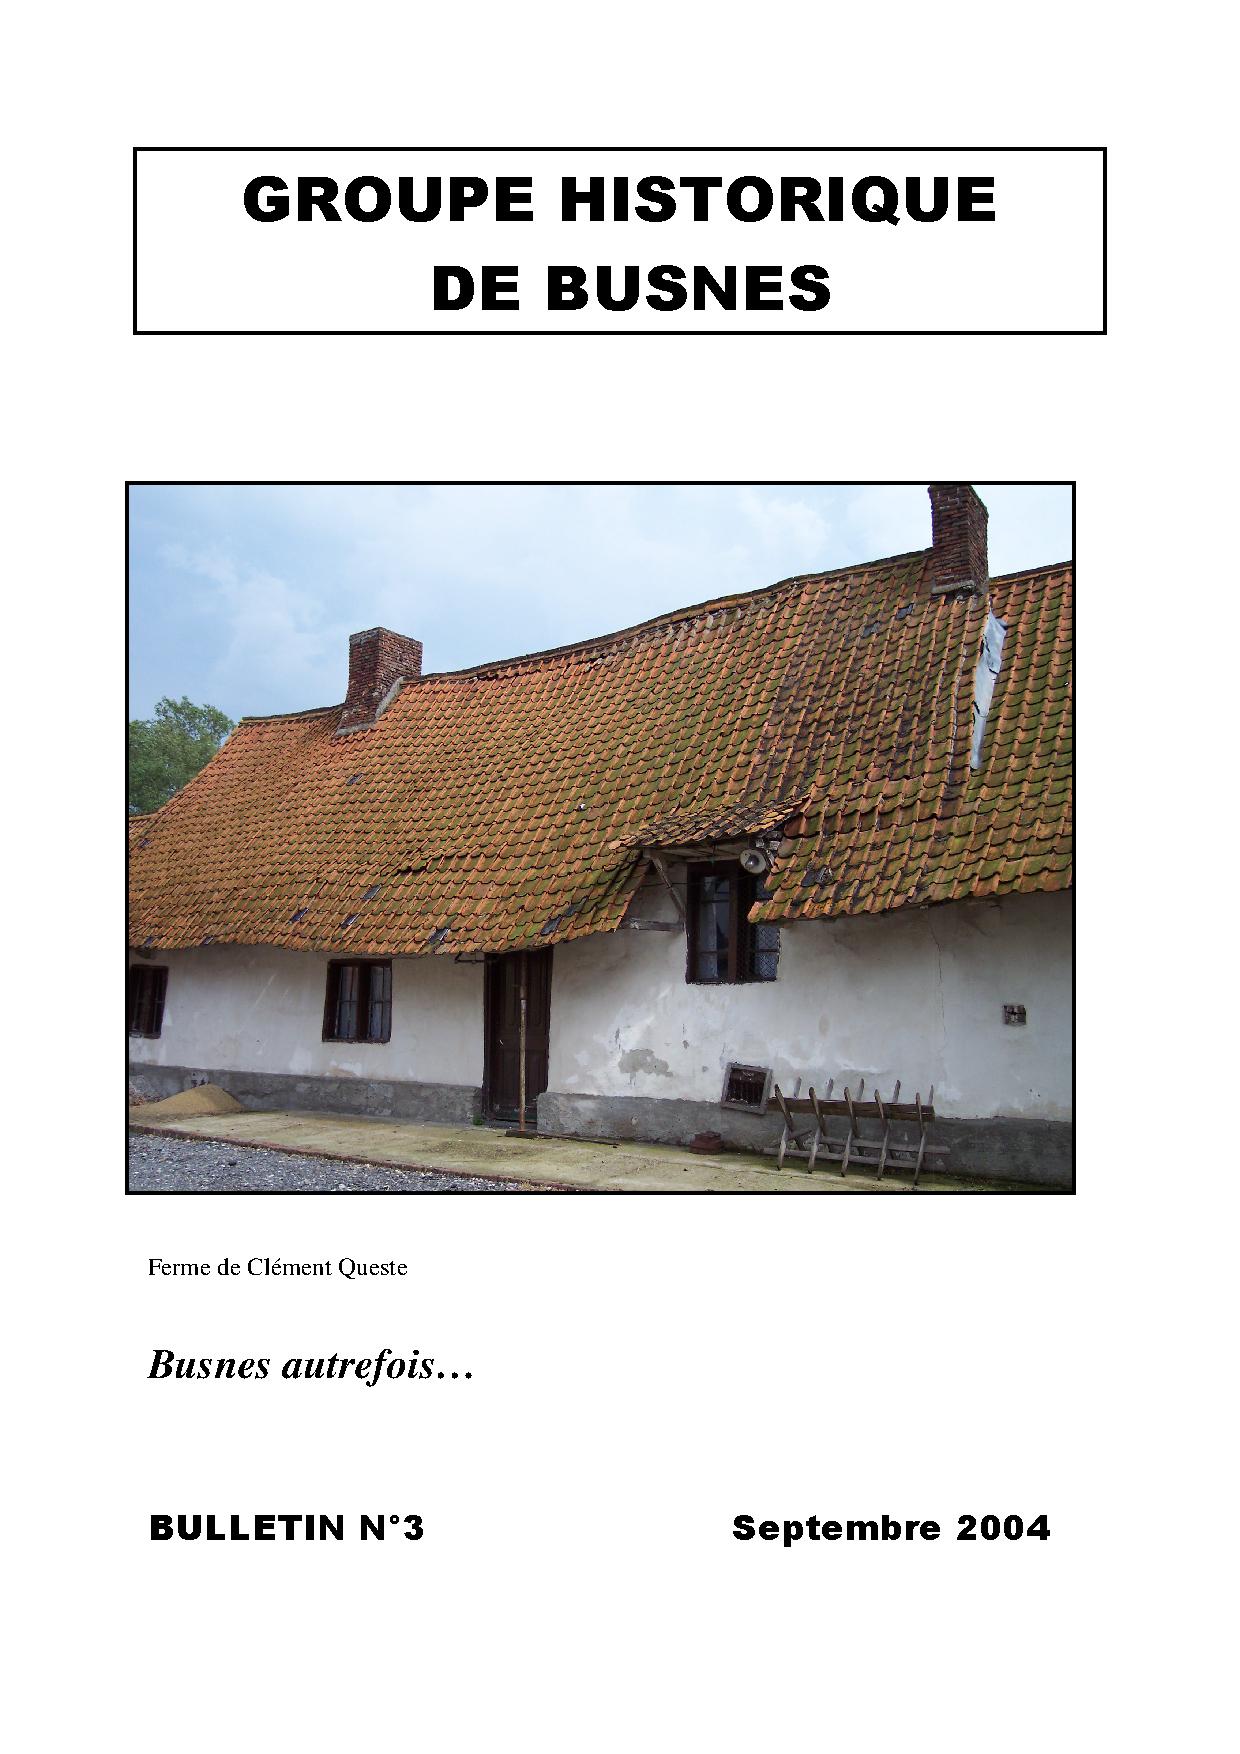 GROUPE HISTORIQUE
DE BUSNES
Ferme de Clément Queste
Busnes autrefois…
BULLETIN N°3
Septembre 2004